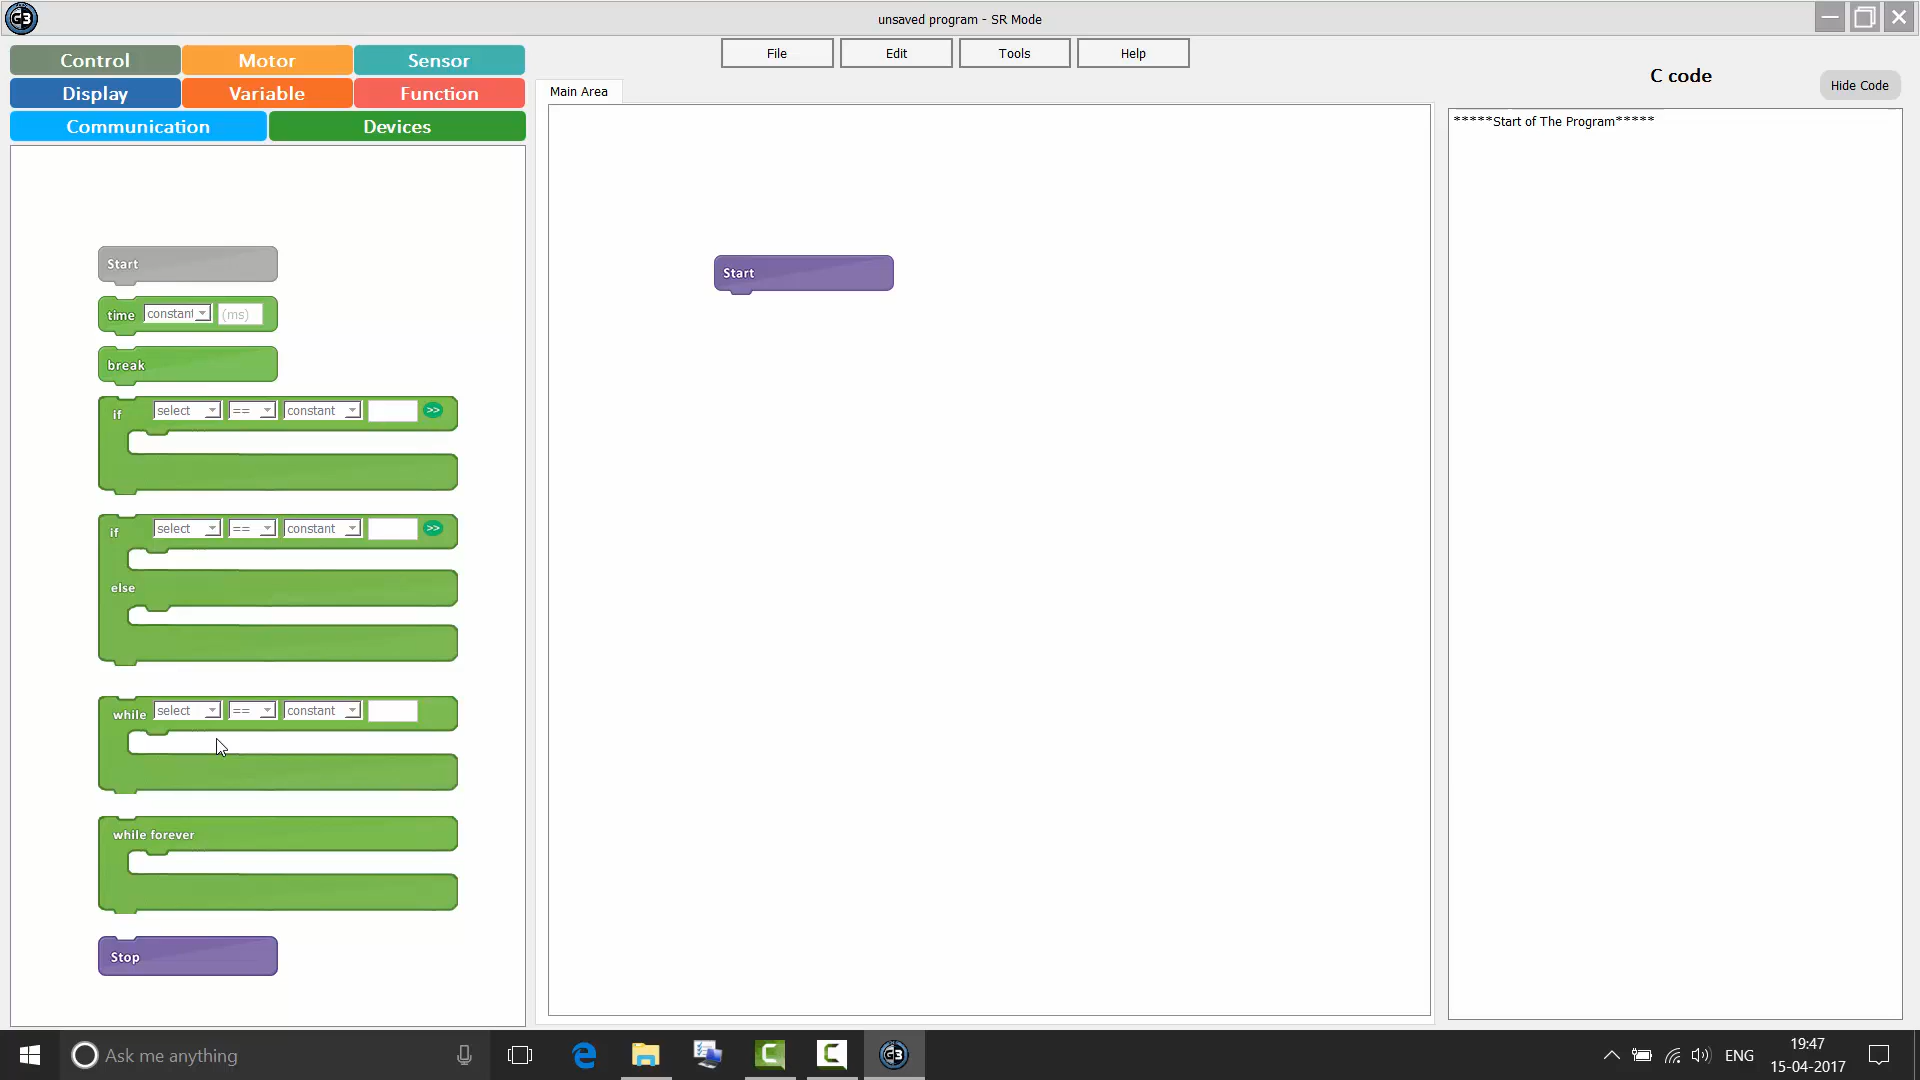 G3
unsaved program - SR Mode
Control Motor Sensor
Display Variable Function
Communication Devices
File Edit Tools Help
Main Area
C code
Hide Code
*****Start of The Program*****
Start
time constant (ms)
break
if select == constant >>
if select == constant >>
else
while select == constant
while forever
Stop
Start
Ask me anything
G3
ENG
19:47
15-04-2017